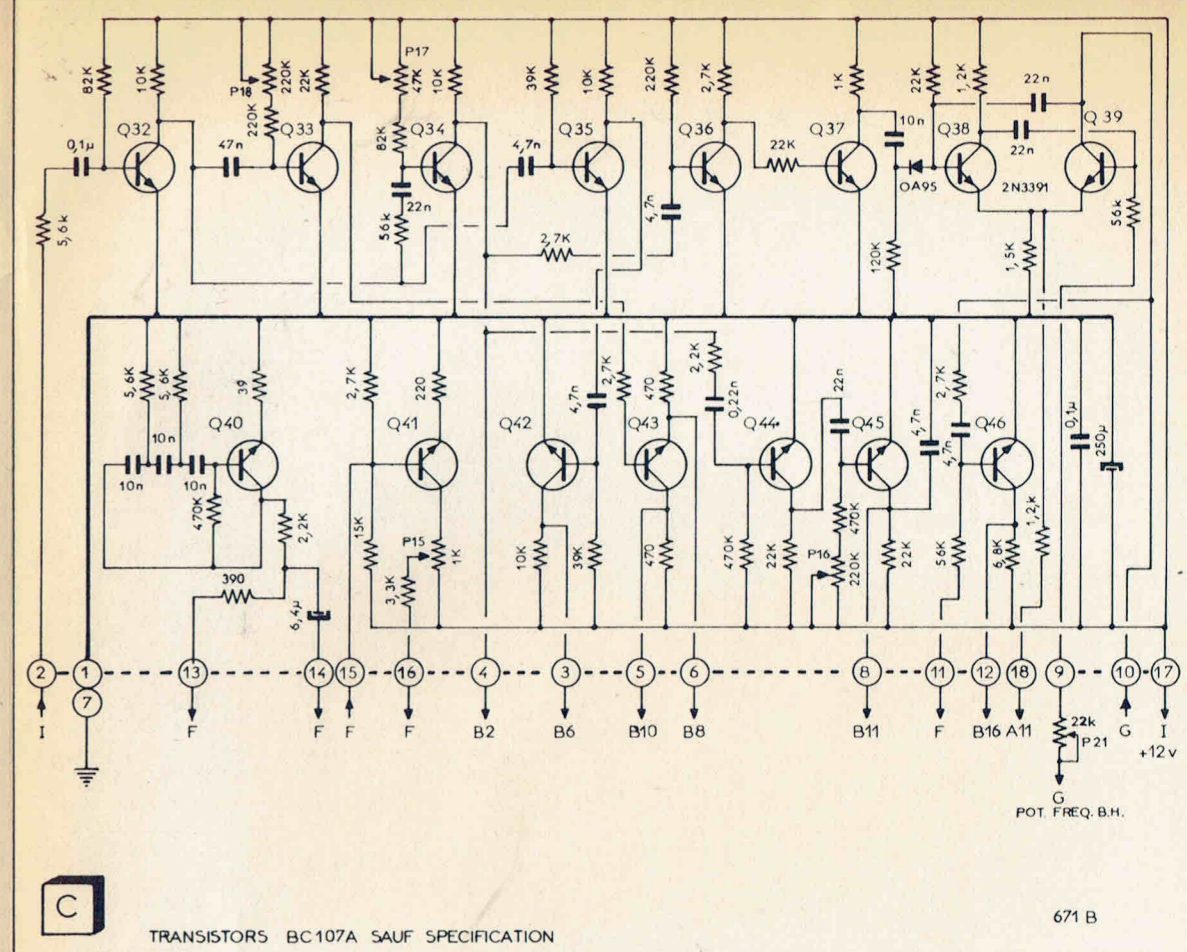 82K
10K
P18
220K
220K
22K
P17
47K
82K
10K
39K
10K
220K
2,7K
1K
22K
1,2K
22n
22n
Q32
Q33
Q34
Q35
Q36
Q37
Q38
Q39
0,1µ
47n
22n
4,7n
4,7n
22K
10n
OA95
2N3391
5,6k
56k
2,7K
120K
1,5K
56k
5,6K
5,6K
39
2,7K
220
4,7n
2,7K
470
2,2K
0,22n
22n
4,7n
2,7K
4,7n
0,1µ
250µ
Q40
Q41
Q42
Q43
Q44
Q45
Q46
10n
10n
10n
470K
2,2K
15K
P15
1K
3,3K
10K
39K
470
470K
22K
P16
470K
220K
22K
56K
6,8K
1,2k
390
6,4µ
2 1 13 14 15 16 4 3 5 6 8 11 12 18 9 10 17
7
I F F F F B2 B6 B10 B8 B11 F B16 A11 G I
+12 v
22k
P21
G
POT. FREQ. B.H.
C
671 B
TRANSISTORS BC 107A SAUF SPECIFICATION